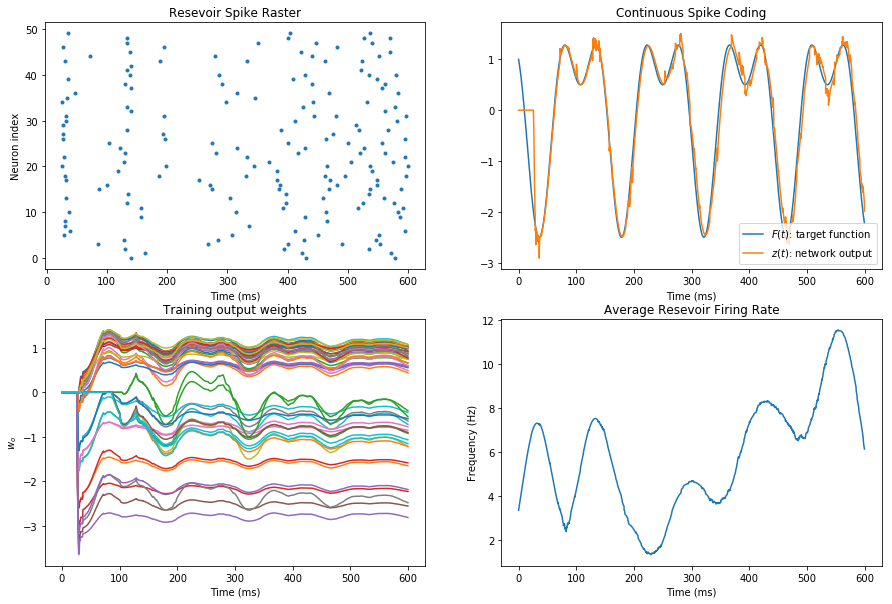 Resevoir Spike Raster
50
40
30
20
10
0
Neuron index
0 100 200 300 400 500 600
Time (ms)
Continuous Spike Coding
1
0
−1
−2
−3
F(t): target function
z(t): network output
0 100 200 300 400 500 600
Time (ms)
Training output weights
1
0
−1
−2
−3
w_o
0 100 200 300 400 500 600
Time (ms)
Average Resevoir Firing Rate
12
10
8
6
4
2
Frequency (Hz)
0 100 200 300 400 500 600
Time (ms)